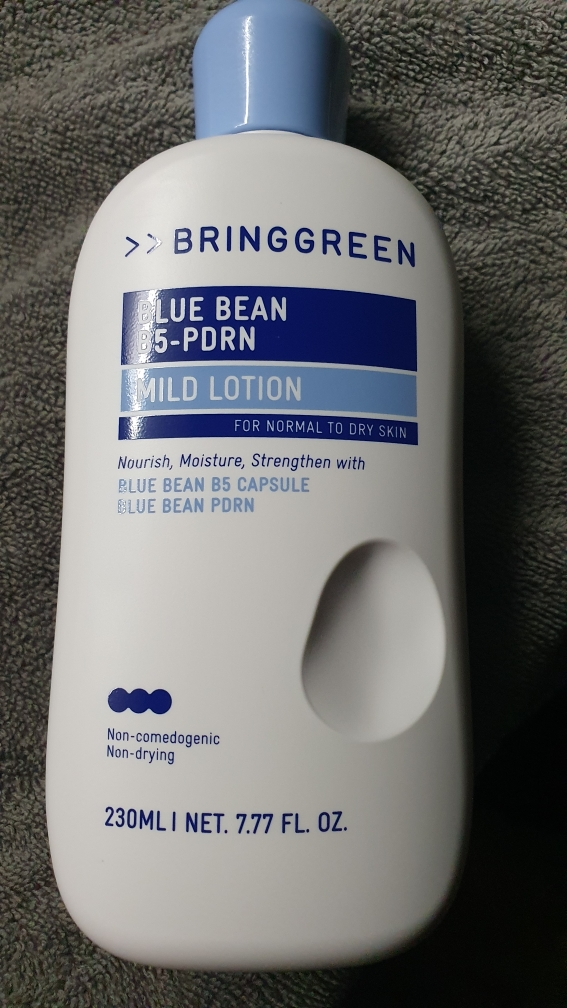 >> BRINGGREEN
BLUE BEAN
B5-PDRN
MILD LOTION
FOR NORMAL TO DRY SKIN
Nourish, Moisture, Strengthen with
BLUE BEAN B5 CAPSULE
BLUE BEAN PDRN
Non-comedogenic
Non-drying
230ML | NET. 7.77 FL. OZ.